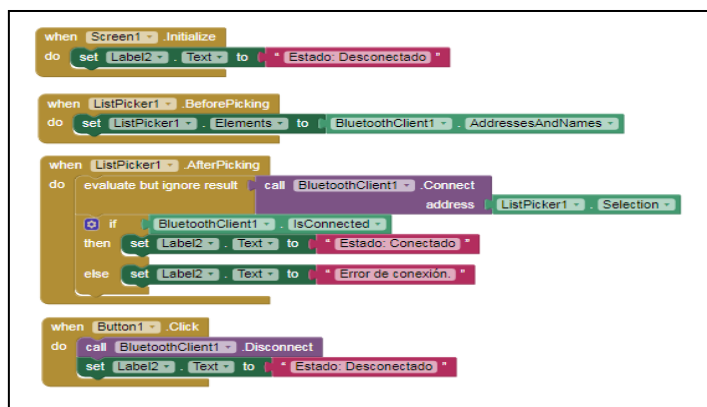 when Screen1 .Initialize
do set Label2 . Text to " Estado: Desconectado "
when ListPicker1 .BeforePicking
do set ListPicker1 . Elements to BluetoothClient1 . AddressesAndNames
when ListPicker1 .AfterPicking
do evaluate but ignore result call BluetoothClient1 .Connect
address ListPicker1 . Selection
if BluetoothClient1 . IsConnected
then set Label2 . Text to " Estado: Conectado "
else set Label2 . Text to " Error de conexión. "
when Button1 .Click
do call BluetoothClient1 .Disconnect
set Label2 . Text to " Estado: Desconectado "